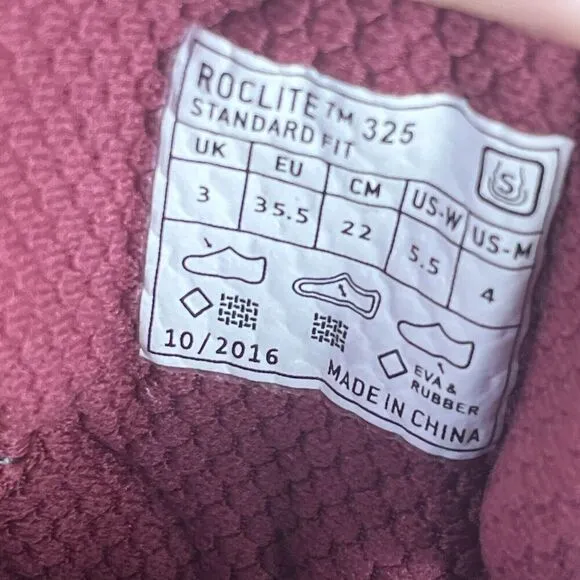 ROCLITE™ 325
STANDARD FIT
S
UK EU CM US-W US-M
3 35.5 22 5.5 4
EVA &
RUBBER
10/2016
MADE IN CHINA